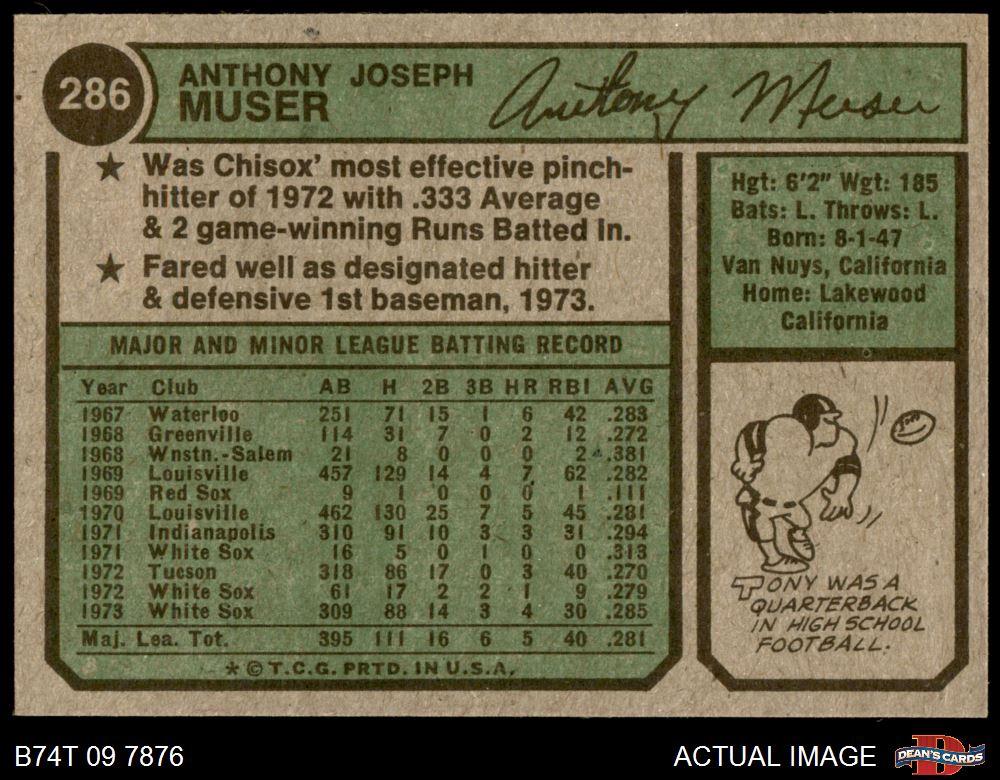 286
ANTHONY JOSEPH
MUSER
Anthony Muser
★ Was Chisox' most effective pinch-
hitter of 1972 with .333 Average
& 2 game-winning Runs Batted In.
★ Fared well as designated hitter
& defensive 1st baseman, 1973.
MAJOR AND MINOR LEAGUE BATTING RECORD
Year Club AB H 2B 3B HR RBI AVG
1967 Waterloo 251 71 15 1 6 42 .283
1968 Greenville 114 31 7 0 2 12 .272
1968 Wnstn.-Salem 21 8 0 0 0 2 .381
1969 Louisville 457 129 14 4 7 62 .282
1969 Red Sox 9 1 0 0 0 1 .111
1970 Louisville 462 130 25 7 5 45 .281
1971 Indianapolis 310 91 10 3 3 31 .294
1971 White Sox 16 5 0 1 0 0 .313
1972 Tucson 318 86 17 0 3 40 .270
1972 White Sox 61 17 2 2 1 9 .279
1973 White Sox 309 88 14 3 4 30 .285
Maj. Lea. Tot. 395 111 16 6 5 40 .281
* © T.C.G. PRTD. IN U.S.A.
Hgt: 6'2" Wgt: 185
Bats: L. Throws: L.
Born: 8-1-47
Van Nuys, California
Home: Lakewood
California
TONY WAS A
QUARTERBACK
IN HIGH SCHOOL
FOOTBALL.
B74T 09 7876
ACTUAL IMAGE
D
DEAN'S CARDS